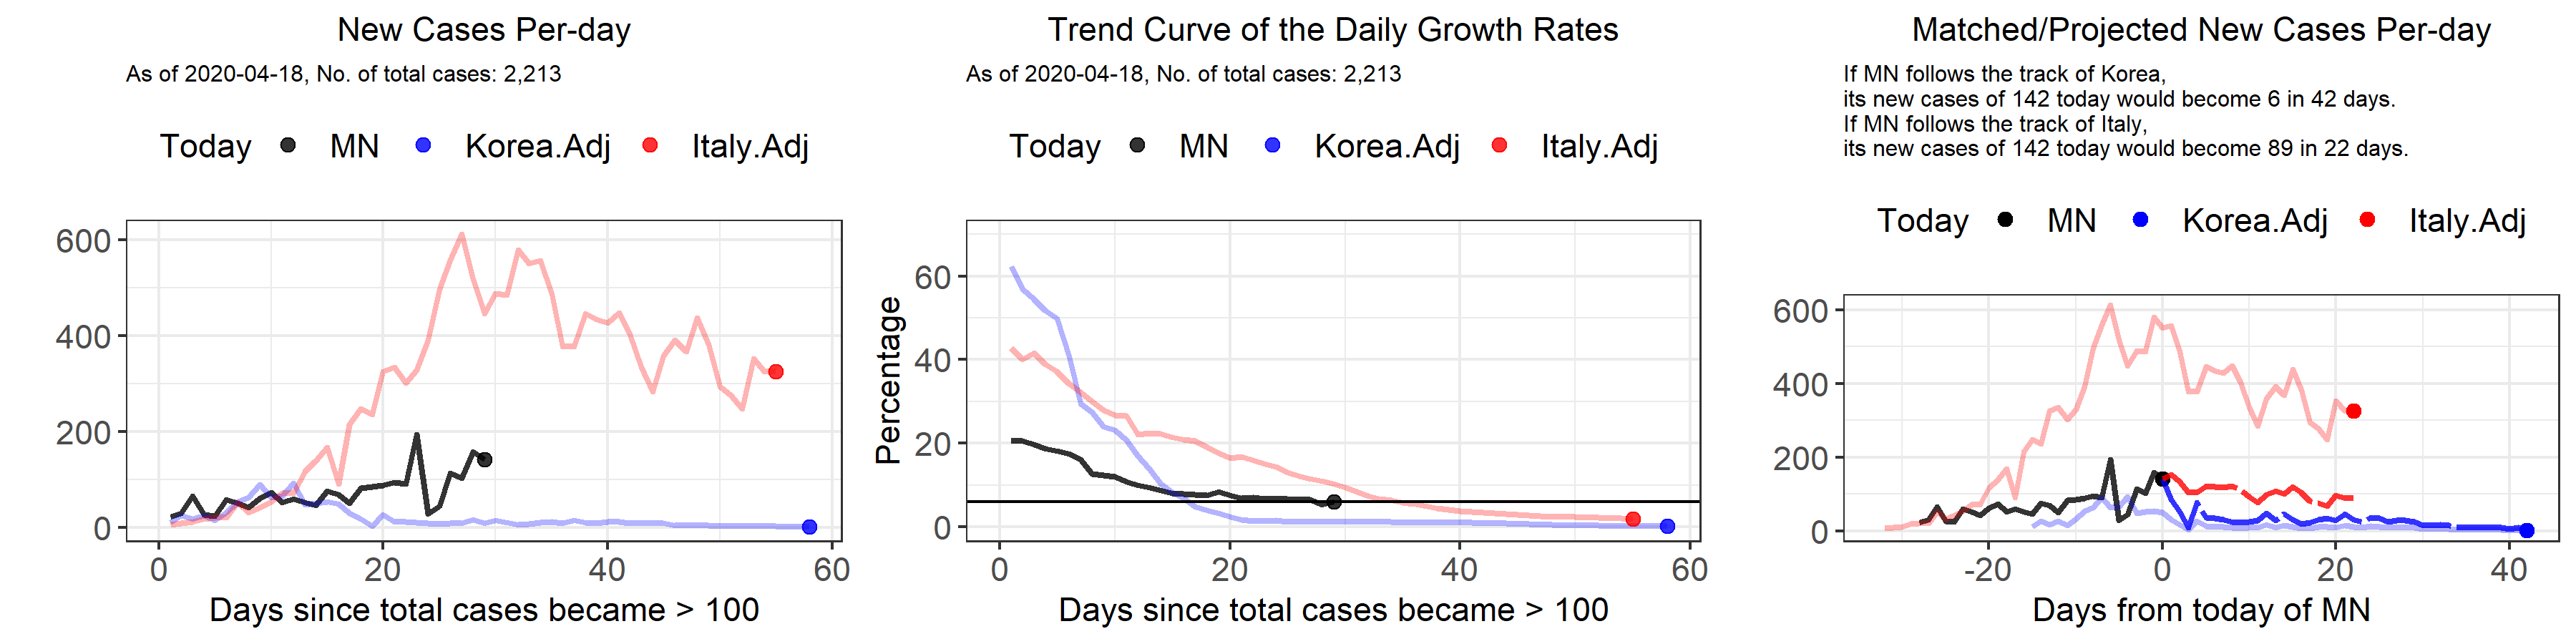 New Cases Per-day
As of 2020-04-18, No. of total cases: 2,213
Today MN Korea.Adj Italy.Adj
600
400
200
0
0 20 40 60
Days since total cases became > 100
Trend Curve of the Daily Growth Rates
As of 2020-04-18, No. of total cases: 2,213
Today MN Korea.Adj Italy.Adj
Percentage
60
40
20
0
0 20 40 60
Days since total cases became > 100
Matched/Projected New Cases Per-day
If MN follows the track of Korea,
its new cases of 142 today would become 6 in 42 days.
If MN follows the track of Italy,
its new cases of 142 today would become 89 in 22 days.
Today MN Korea.Adj Italy.Adj
600
400
200
0
-20 0 20 40
Days from today of MN